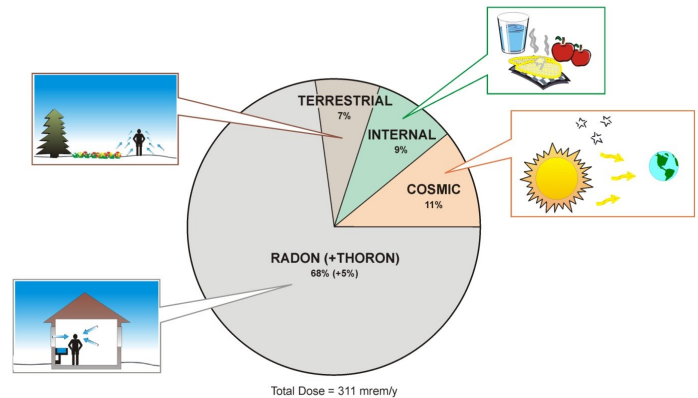 TERRESTRIAL
7%
INTERNAL
9%
COSMIC
11%
RADON (+THORON)
68% (+5%)
Total Dose = 311 mrem/y